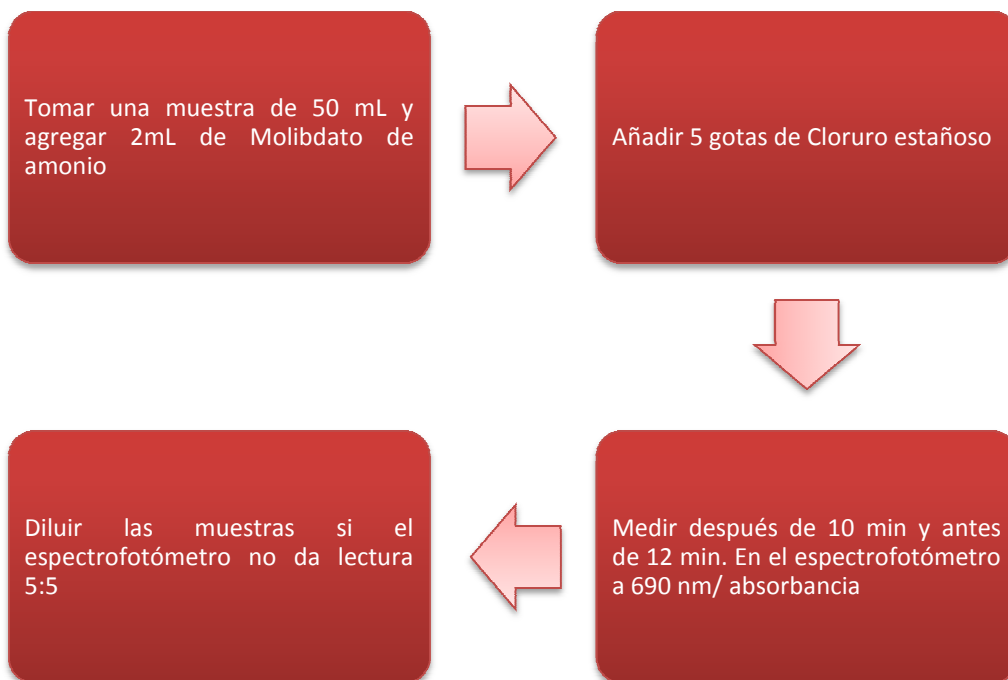 Tomar una muestra de 50 mL y
agregar 2mL de Molibdato de
amonio
Añadir 5 gotas de Cloruro estañoso
Medir después de 10 min y antes
de 12 min. En el espectrofotómetro
a 690 nm/ absorbancia
Diluir las muestras si el
espectrofotómetro no da lectura
5:5